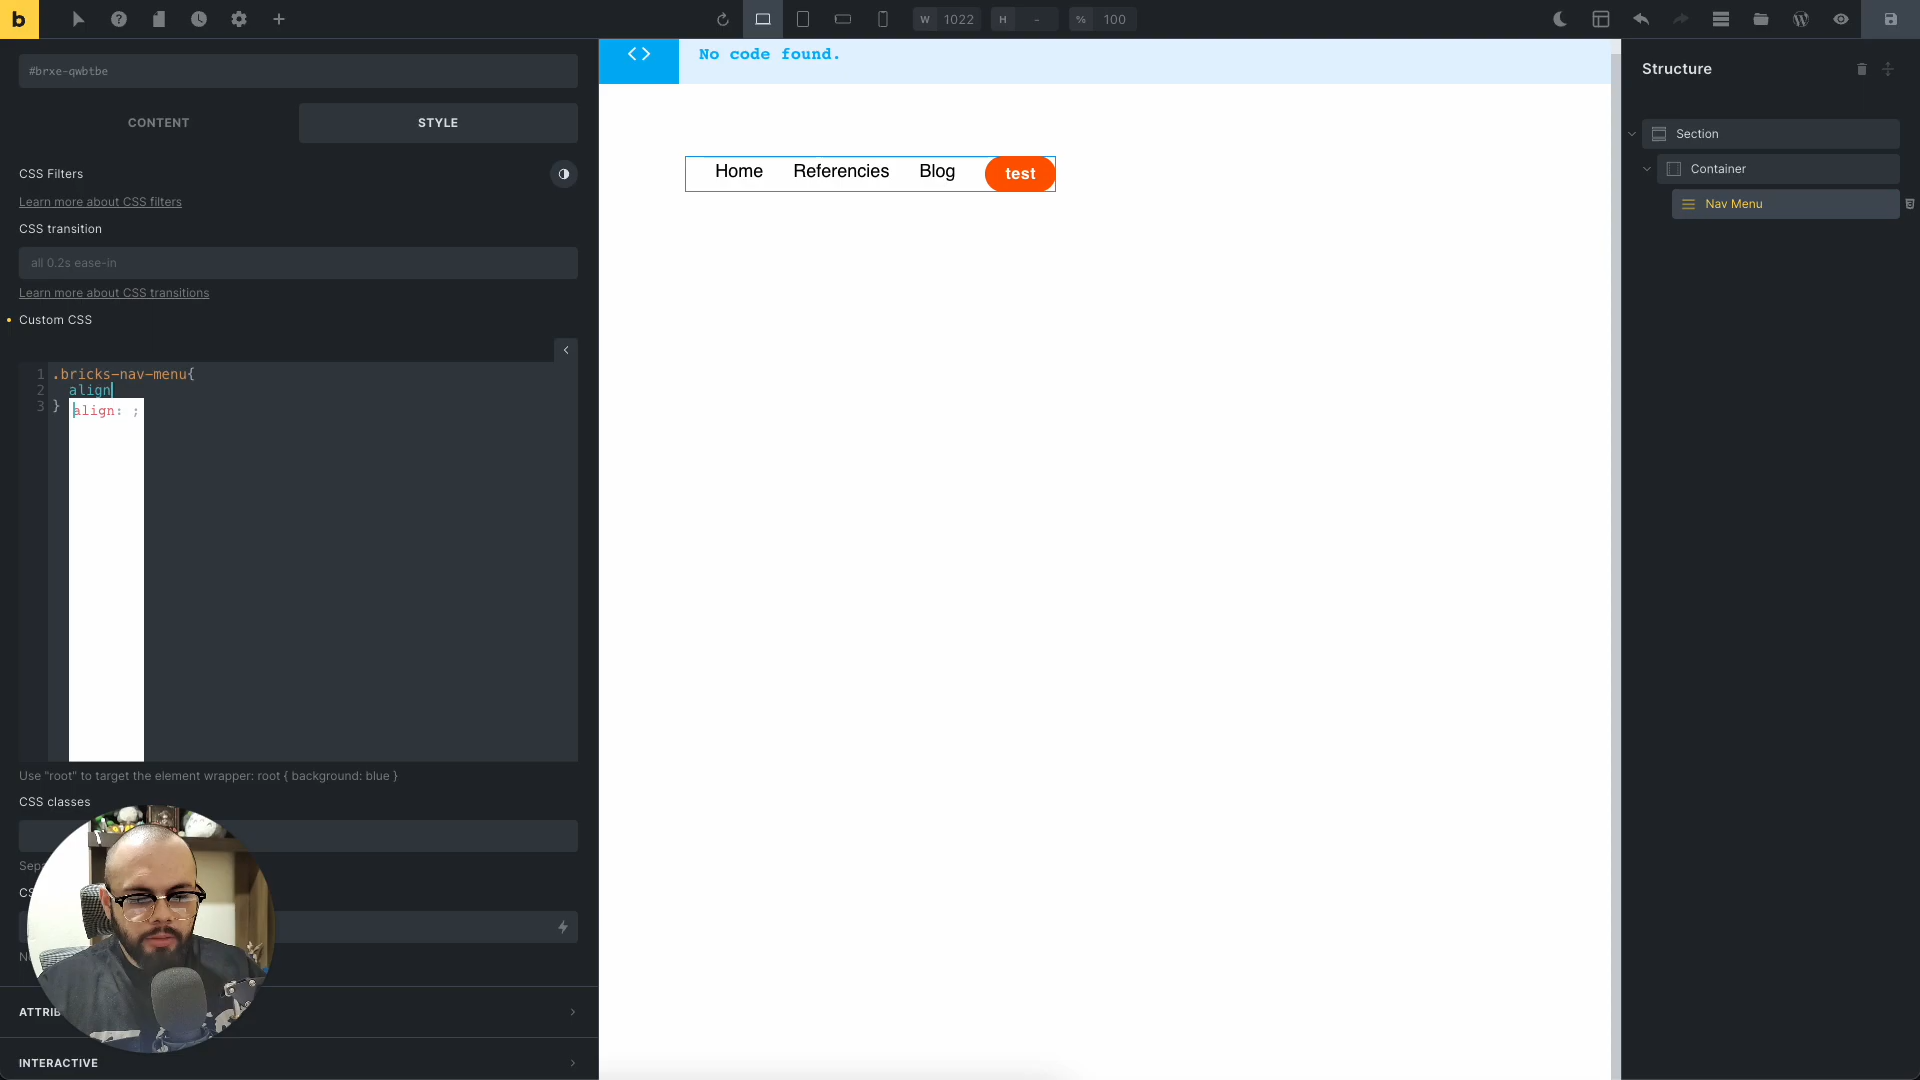 b
W 1022
H -
% 100
#brxe-qwbtbe
CONTENT
STYLE
CSS Filters
Learn more about CSS filters
CSS transition
all 0.2s ease-in
Learn more about CSS transitions
Custom CSS
1 .bricks-nav-menu{
2 align
3 }
align: ;
Use "root" to target the element wrapper: root { background: blue }
CSS classes
ATTRIB
INTERACTIVE
<> No code found.
Home Referencies Blog test
Structure
Section
Container
Nav Menu